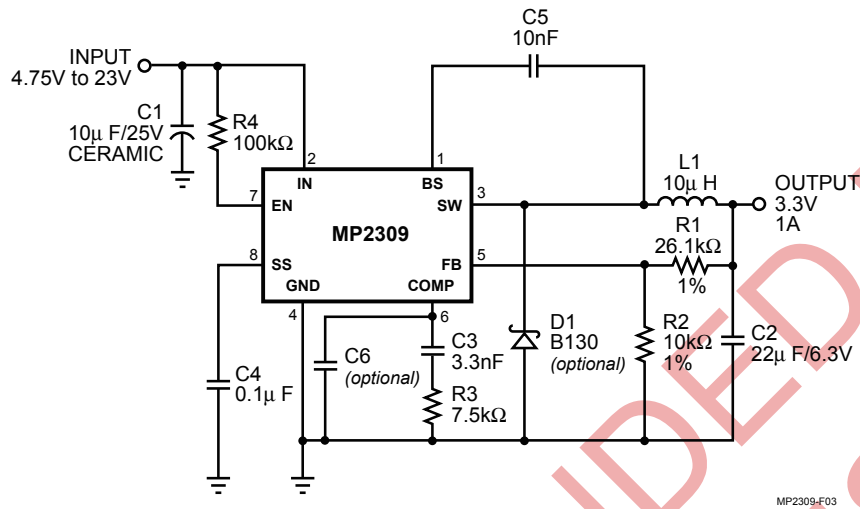 C5
10nF
INPUT
4.75V to 23V
C1
10µ F/25V
CERAMIC
R4
100kΩ
2
1
IN
BS
L1
10µ H
OUTPUT
3.3V
1A
7
EN
SW
3
MP2309
R1
26.1kΩ
1%
8
SS
FB
5
GND
COMP
4
6
C4
0.1µ F
C6
(optional)
C3
3.3nF
R3
7.5kΩ
D1
B130
(optional)
R2
10kΩ
1%
C2
22µ F/6.3V
MP2309-F03
NDED